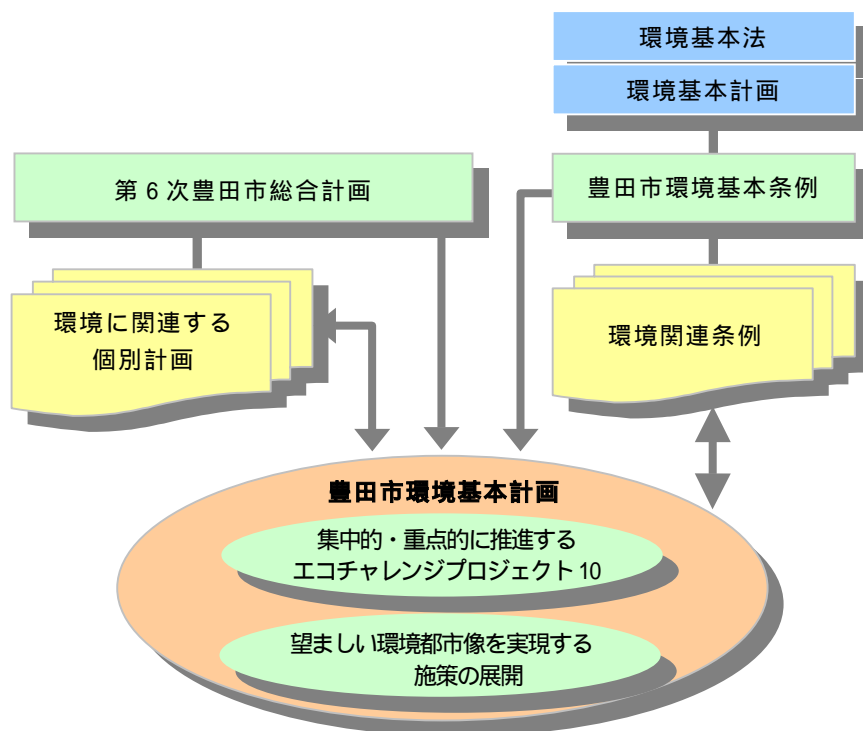 環境基本法
環境基本計画
第6次豊田市総合計画
豊田市環境基本条例
環境に関連する
個別計画
環境関連条例
豊田市環境基本計画
集中的・重点的に推進する
エコチャレンジプロジェクト10
望ましい環境都市像を実現する
施策の展開